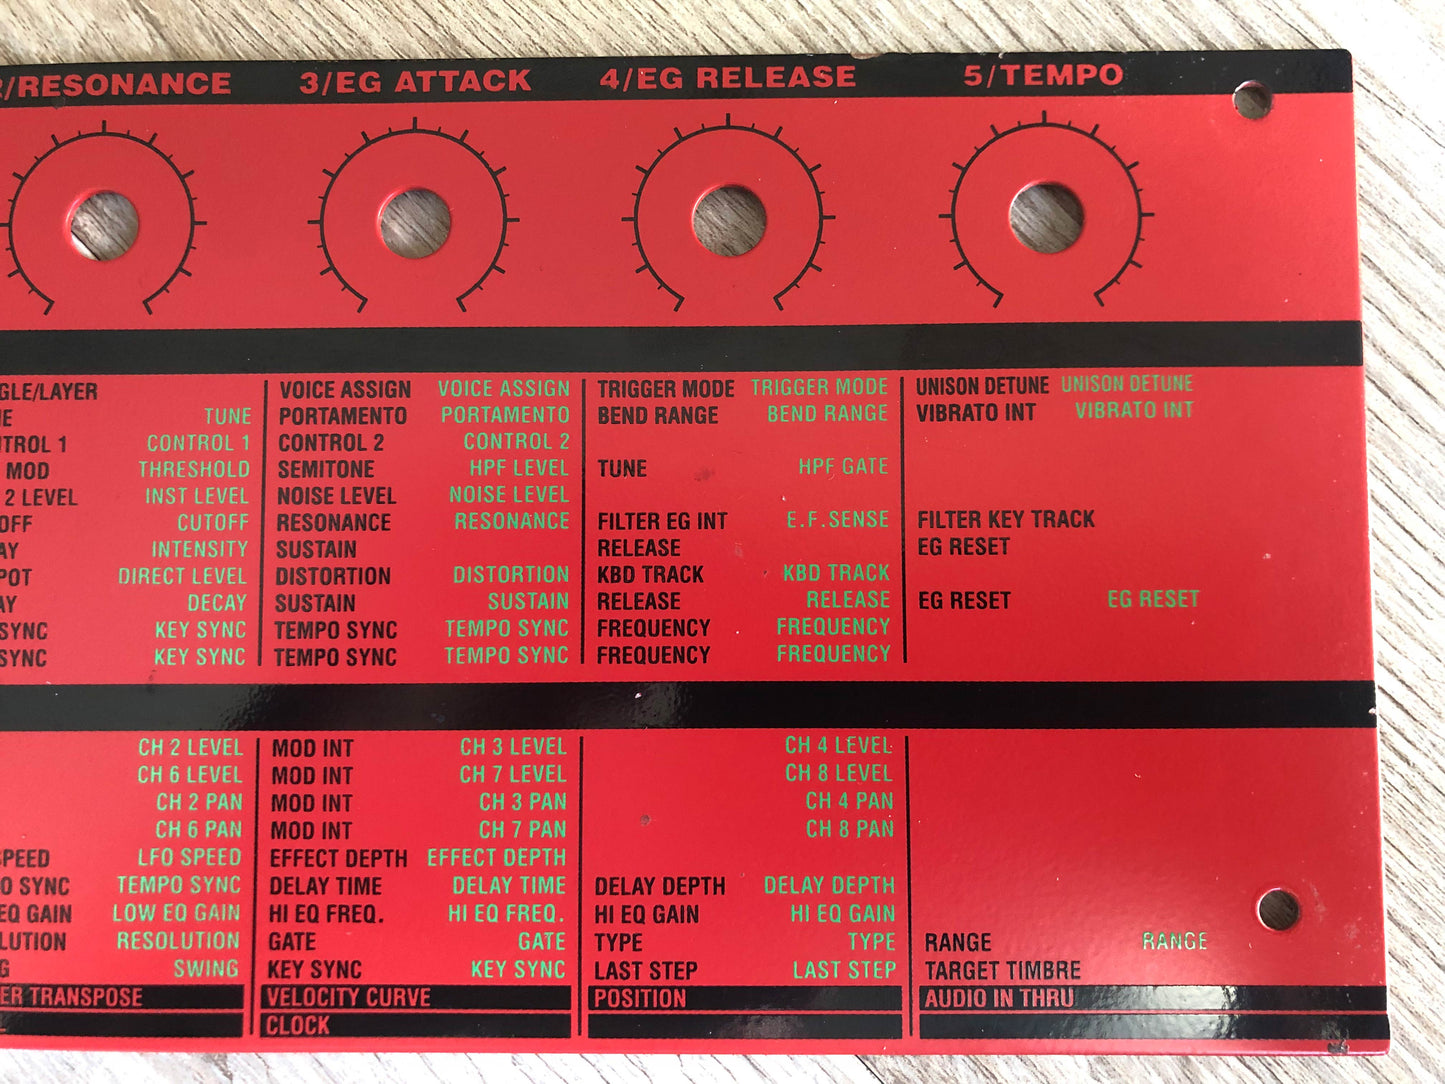 /RESONANCE 3/EG ATTACK 4/EG RELEASE 5/TEMPO
GLE/LAYER VOICE ASSIGN VOICE ASSIGN TRIGGER MODE TRIGGER MODE UNISON DETUNE UNISON DETUNE
NE TUNE PORTAMENTO PORTAMENTO BEND RANGE BEND RANGE VIBRATO INT VIBRATO INT
NTROL 1 CONTROL 1 CONTROL 2 CONTROL 2
MOD THRESHOLD SEMITONE HPF LEVEL TUNE HPF GATE
2 LEVEL INST LEVEL NOISE LEVEL NOISE LEVEL
OFF CUTOFF RESONANCE RESONANCE FILTER EG INT E.F.SENSE FILTER KEY TRACK
AY INTENSITY SUSTAIN RELEASE EG RESET
POT DIRECT LEVEL DISTORTION DISTORTION KBD TRACK KBD TRACK
AY DECAY SUSTAIN SUSTAIN RELEASE RELEASE EG RESET EG RESET
SYNC KEY SYNC TEMPO SYNC TEMPO SYNC FREQUENCY FREQUENCY
SYNC KEY SYNC TEMPO SYNC TEMPO SYNC FREQUENCY FREQUENCY
CH 2 LEVEL MOD INT CH 3 LEVEL CH 4 LEVEL
CH 6 LEVEL MOD INT CH 7 LEVEL CH 8 LEVEL
CH 2 PAN MOD INT CH 3 PAN CH 4 PAN
CH 6 PAN MOD INT CH 7 PAN CH 8 PAN
SPEED LFO SPEED EFFECT DEPTH EFFECT DEPTH
O SYNC TEMPO SYNC DELAY TIME DELAY TIME DELAY DEPTH DELAY DEPTH
EQ GAIN LOW EQ GAIN HI EQ FREQ. HI EQ FREQ. HI EQ GAIN HI EQ GAIN
LUTION RESOLUTION GATE GATE TYPE TYPE RANGE RANGE
G SWING KEY SYNC KEY SYNC LAST STEP LAST STEP TARGET TIMBRE
ER TRANSPOSE VELOCITY CURVE POSITION AUDIO IN THRU
CLOCK